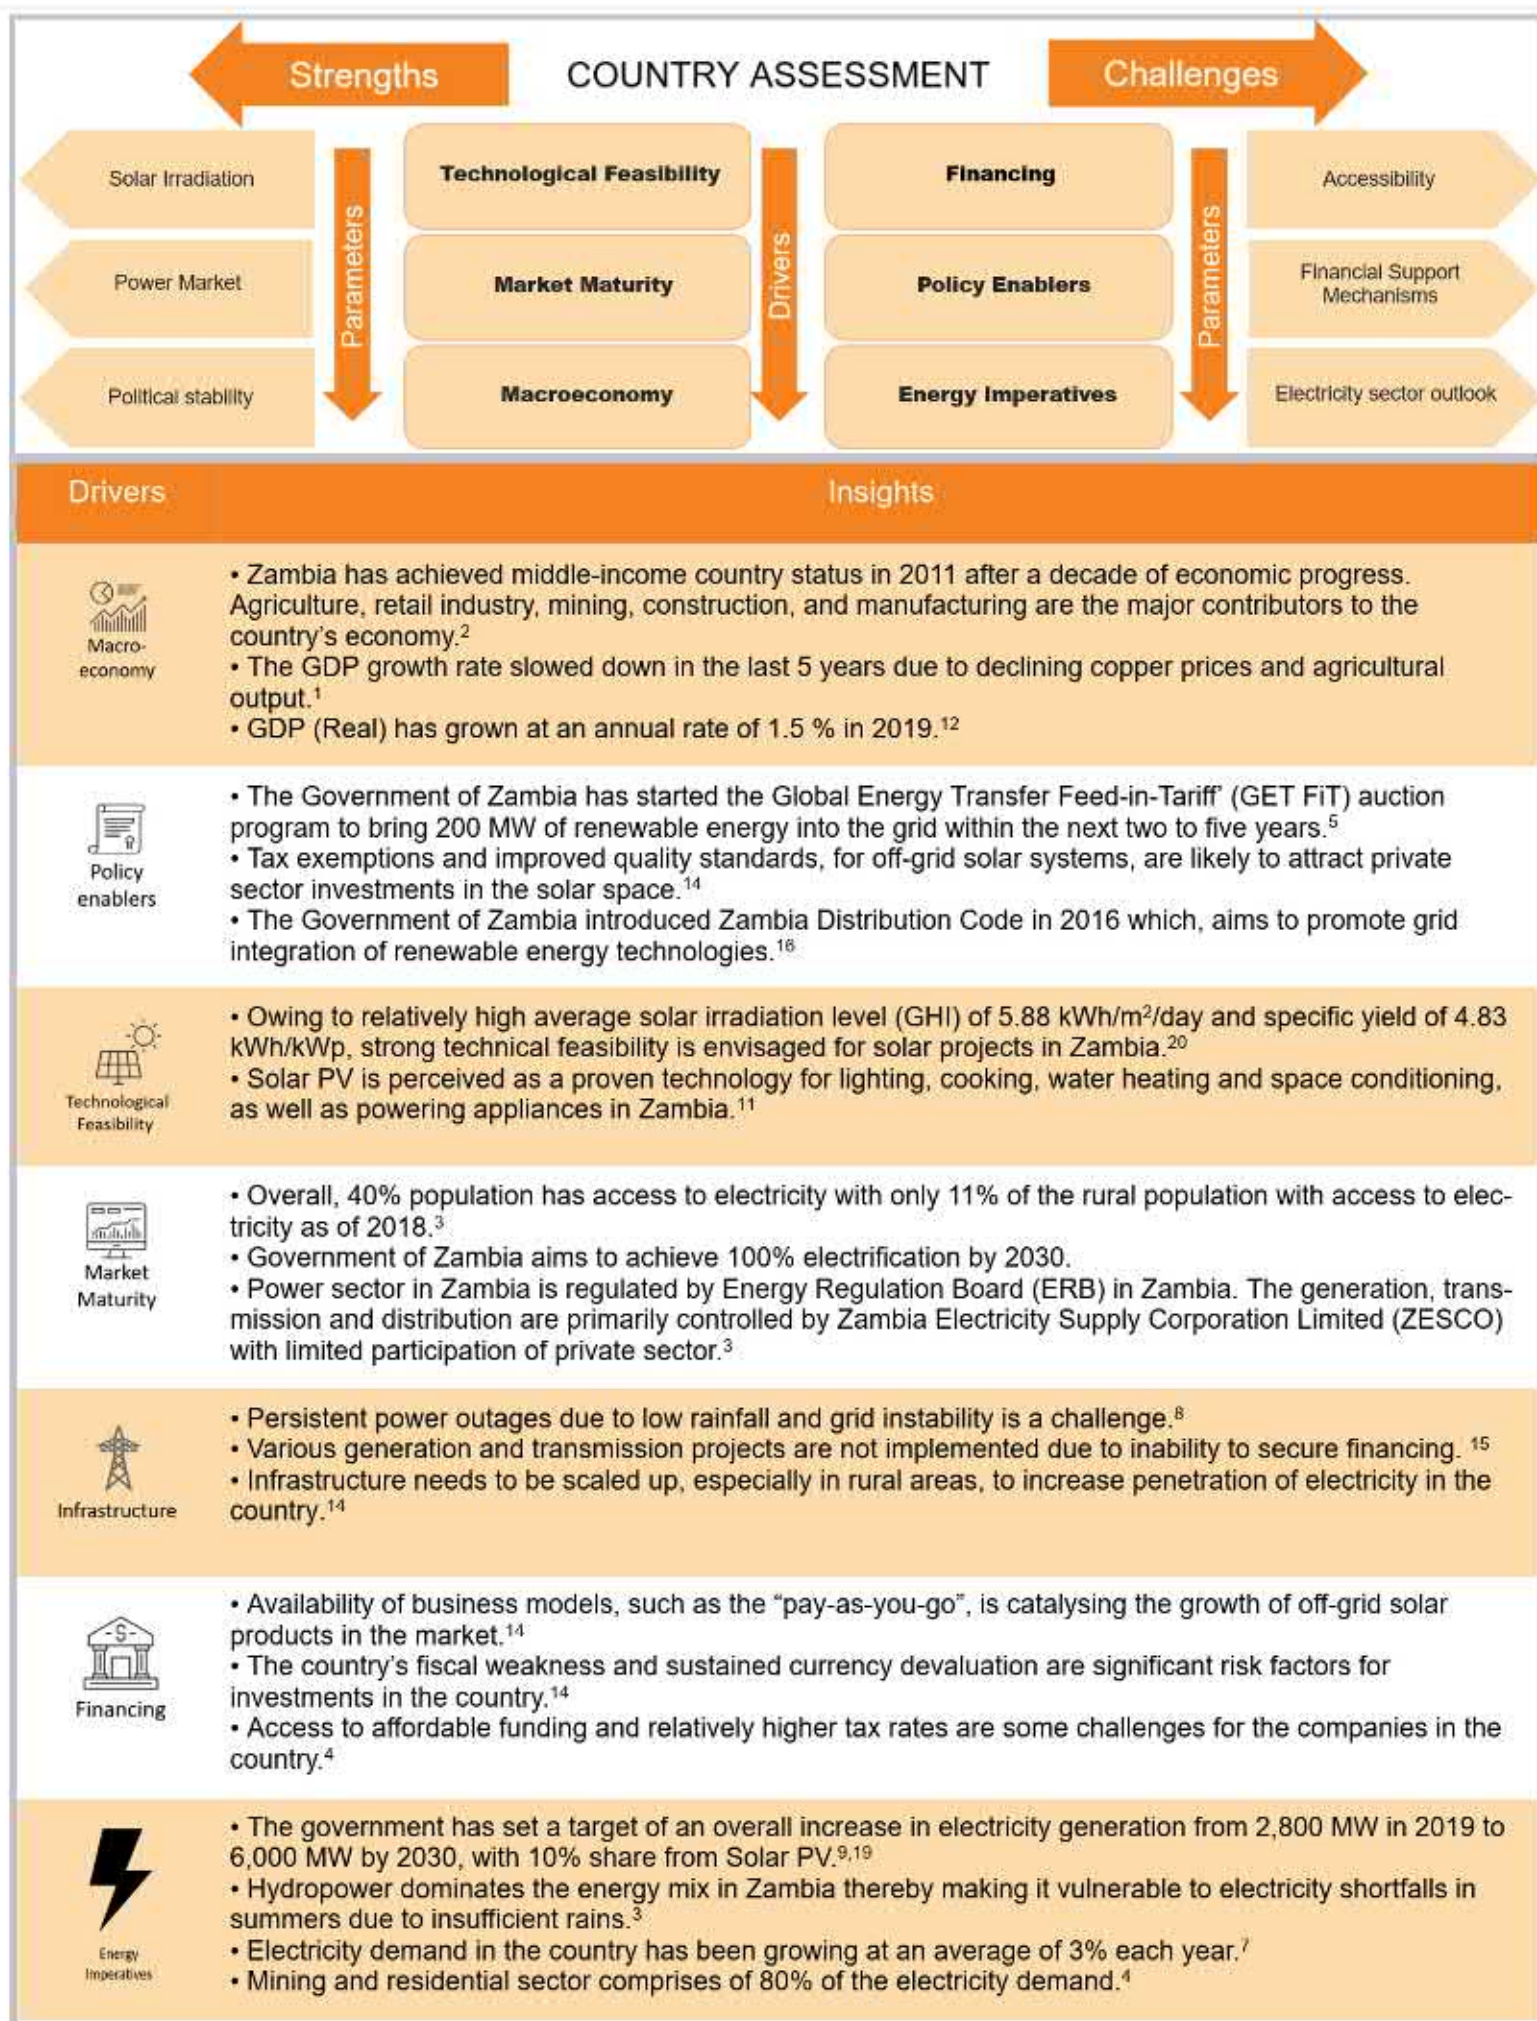 Strengths
COUNTRY ASSESSMENT
Challenges
Solar Irradiation
Technological Feasibility
Financing
Accessibility
Power Market
Market Maturity
Policy Enablers
Financial Support
Mechanisms
Political stability
Macroeconomy
Energy Imperatives
Electricity sector outlook
Parameters
Drivers
Parameters
Drivers
Insights
Macro-
economy
• Zambia has achieved middle-income country status in 2011 after a decade of economic progress.
Agriculture, retail industry, mining, construction, and manufacturing are the major contributors to the
country's economy.²
• The GDP growth rate slowed down in the last 5 years due to declining copper prices and agricultural
output.¹
• GDP (Real) has grown at an annual rate of 1.5 % in 2019.¹²
Policy
enablers
• The Government of Zambia has started the Global Energy Transfer Feed-in-Tariff' (GET FiT) auction
program to bring 200 MW of renewable energy into the grid within the next two to five years.⁵
• Tax exemptions and improved quality standards, for off-grid solar systems, are likely to attract private
sector investments in the solar space.¹⁴
• The Government of Zambia introduced Zambia Distribution Code in 2016 which, aims to promote grid
integration of renewable energy technologies.¹⁶
Technological
Feasibility
• Owing to relatively high average solar irradiation level (GHI) of 5.88 kWh/m²/day and specific yield of 4.83
kWh/kWp, strong technical feasibility is envisaged for solar projects in Zambia.²⁰
• Solar PV is perceived as a proven technology for lighting, cooking, water heating and space conditioning,
as well as powering appliances in Zambia.¹¹
Market
Maturity
• Overall, 40% population has access to electricity with only 11% of the rural population with access to elec-
tricity as of 2018.³
• Government of Zambia aims to achieve 100% electrification by 2030.
• Power sector in Zambia is regulated by Energy Regulation Board (ERB) in Zambia. The generation, trans-
mission and distribution are primarily controlled by Zambia Electricity Supply Corporation Limited (ZESCO)
with limited participation of private sector.³
Infrastructure
• Persistent power outages due to low rainfall and grid instability is a challenge.⁸
• Various generation and transmission projects are not implemented due to inability to secure financing. ¹⁵
• Infrastructure needs to be scaled up, especially in rural areas, to increase penetration of electricity in the
country.¹⁴
-S-
Financing
• Availability of business models, such as the “pay-as-you-go”, is catalysing the growth of off-grid solar
products in the market.¹⁴
• The country's fiscal weakness and sustained currency devaluation are significant risk factors for
investments in the country.¹⁴
• Access to affordable funding and relatively higher tax rates are some challenges for the companies in the
country.⁴
Energy
Imperatives
• The government has set a target of an overall increase in electricity generation from 2,800 MW in 2019 to
6,000 MW by 2030, with 10% share from Solar PV.⁹,¹⁹
• Hydropower dominates the energy mix in Zambia thereby making it vulnerable to electricity shortfalls in
summers due to insufficient rains.³
• Electricity demand in the country has been growing at an average of 3% each year.⁷
• Mining and residential sector comprises of 80% of the electricity demand.⁴